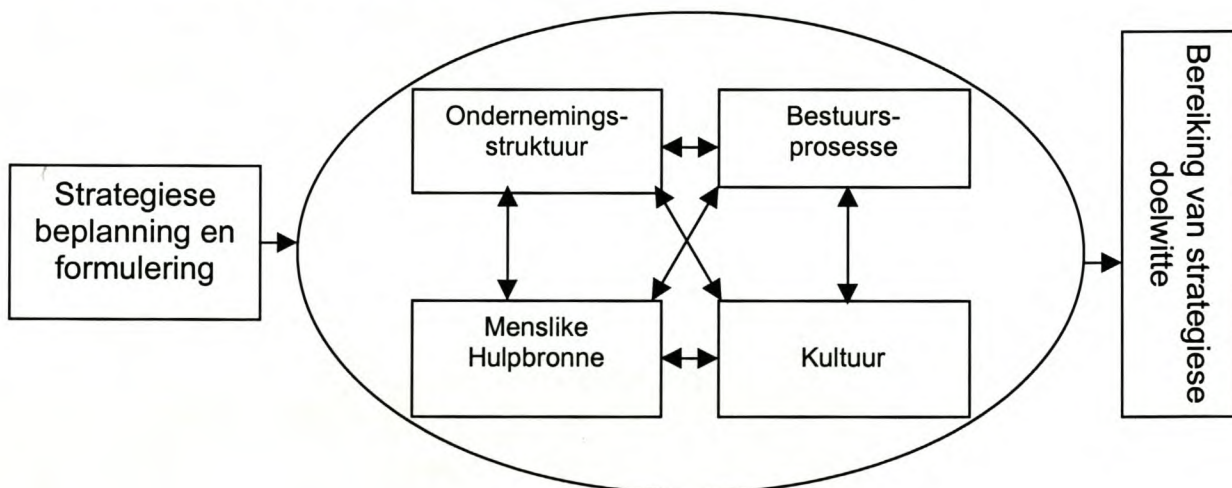 Strategiese
beplanning en
formulering
Ondernemings-
struktuur
Bestuurs-
prosesse
Menslike
Hulpbronne
Kultuur
Bereiking van strategiese
doelwitte